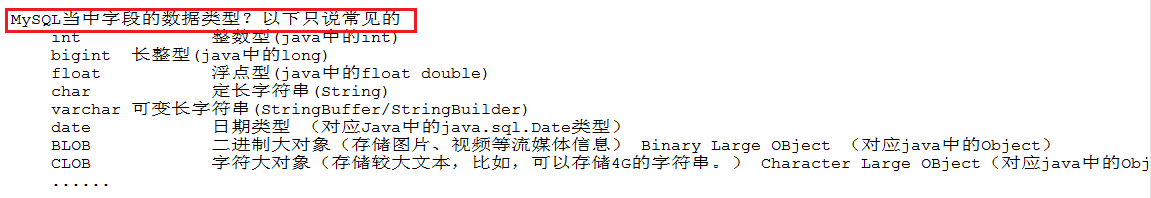 MySQL当中字段的数据类型？以下只说常见的
int 整数型(java中的int)
bigint 长整型(java中的long)
float 浮点型(java中的float double)
char 定长字符串(String)
varchar 可变长字符串(StringBuffer/StringBuilder)
date 日期类型 （对应Java中的java.sql.Date类型）
BLOB 二进制大对象（存储图片、视频等流媒体信息） Binary Large OBject （对应java中的Object）
CLOB 字符大对象（存储较大文本，比如，可以存储4G的字符串。） Character Large OBject（对应java中的Obj
......